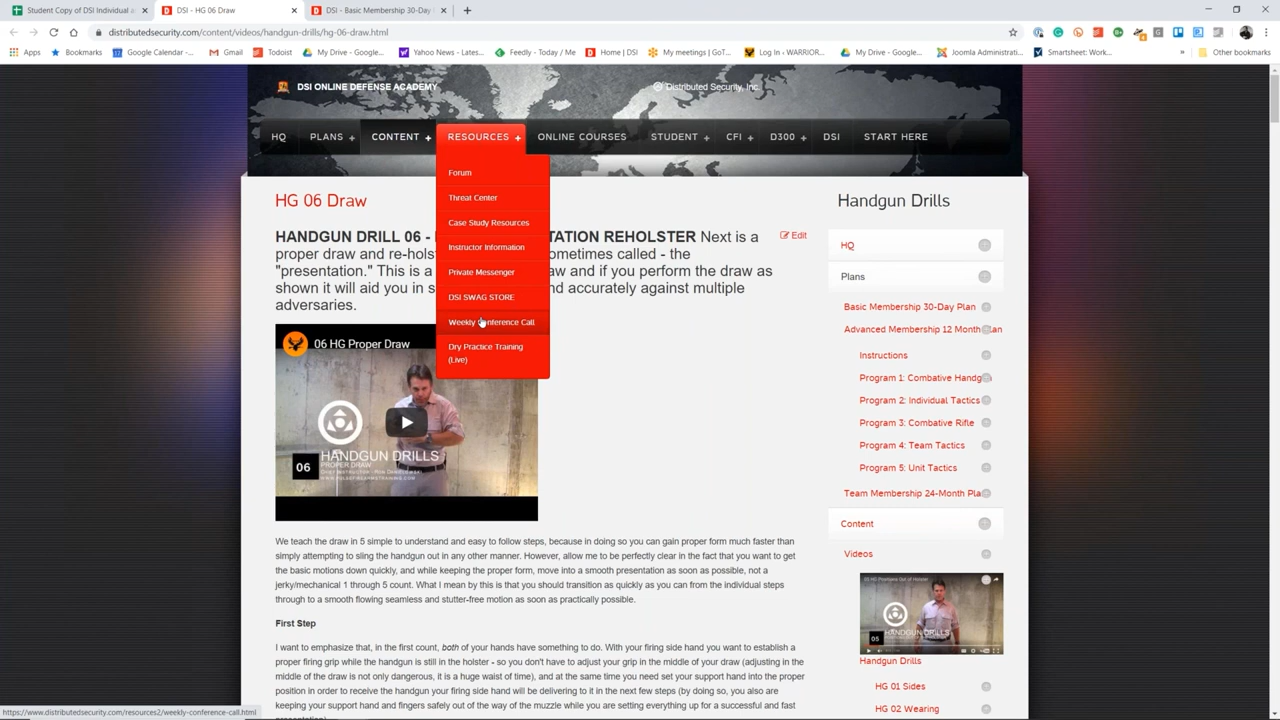 Student Copy of DSI Individual a
DSI - HG 06 Draw
DSI - Basic Membership 30-Day
distributedsecurity.com/content/videos/handgun-drills/hg-06-draw.html
Apps
Google Calendar -...
Gmail
Todoist
My Drive - Google...
Yahoo News - Lates...
Feedly - Today / Me
Home | DSI
My meetings | GoT...
Log In - WARRIOR...
My Drive - Google...
Joomla Administrati...
Smartsheet: Work...
Other bookmarks
DSI ONLINE DEFENSE ACADEMY
Distributed Security, Inc.
HQ
PLANS +
CONTENT +
RESOURCES +
ONLINE COURSES
STUDENT +
CFI +
D300 +
DSI
START HERE
Forum
Threat Center
Case Study Resources
Instructor Information
Private Messenger
DSI SWAG STORE
Weekly Conference Call
Dry Practice Training
(Live)
HG 06 Draw
Edit
HANDGUN DRILL 06 - TATION REHOLSTER Next is a
proper draw and re-hols ometimes called - the
"presentation." This is a aw and if you perform the draw as
shown it will aid you in s nd accurately against multiple
adversaries.
06 HG Proper Draw
HANDGUN DRILLS
06
PROPER DRAW
We teach the draw in 5 simple to understand and easy to follow steps, because in doing so you can gain proper form much faster than
simply attempting to sling the handgun out in any other manner. However, allow me to be perfectly clear in the fact that you want to get
the basic motions down quickly, and while keeping the proper form, move into a smooth presentation as soon as possible, not a
jerky/mechanical 1 through 5 count. What I mean by this is that you should transition as quickly as you can from the individual steps
through to a smooth flowing seamless and stutter-free motion as soon as practically possible.
First Step
I want to emphasize that, in the first count, both of your hands have something to do. With your firing side hand you want to establish a
proper firing grip while the handgun is still in the holster - so you don't have to adjust your grip in the middle of your draw (adjusting in the
middle of the draw is not only dangerous, it is a huge waste of time), and at the same time you need set your support hand into the proper
position in order to receive the handgun your firing side hand will be delivering to it in the next few steps (by doing so, you also are
keeping your support hand and fingers safely out of the way of the muzzle while you are setting everything up for a successful and fast
presentation)
Handgun Drills
HQ
Plans
Basic Membership 30-Day Plan
Advanced Membership 12 Month Plan
Instructions
Program 1: Combative Handg
Program 2: Individual Tactics
Program 3: Combative Rifle
Program 4: Team Tactics
Program 5: Unit Tactics
Team Membership 24-Month Pla
Content
Videos
HANDGUN DRILLS
05
Handgun Drills
HG 01 Sides
HG 02 Wearing
https://www.distributedsecurity.com/resources2/weekly-conference-call.html